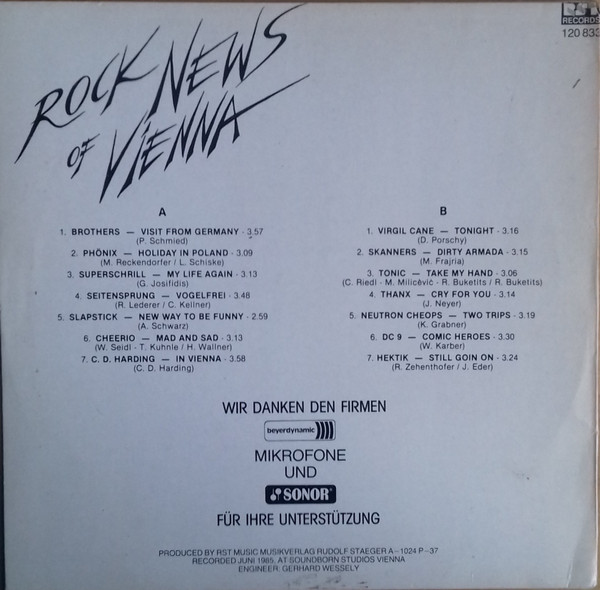 RST
RECORDS
120 833
ROCK NEWS
OF VIENNA
A
1. BROTHERS — VISIT FROM GERMANY - 3.57
(P. Schmied)
2. PHÖNIX — HOLIDAY IN POLAND - 3.09
(M. Reckendorfer / L. Schiske)
3. SUPERSCHRILL — MY LIFE AGAIN - 3.13
(G. Josifidis)
4. SEITENSPRUNG — VOGELFREI - 3.48
(R. Lederer / C. Kellner)
5. SLAPSTICK — NEW WAY TO BE FUNNY - 2.59
(A. Schwarz)
6. CHEERIO — MAD AND SAD - 3.13
(W. Seidl - T. Kuhnle / H. Wallner)
7. C. D. HARDING — IN VIENNA - 3.58
(C. D. Harding)
B
1. VIRGIL CANE — TONIGHT - 3.16
(D. Porschy)
2. SKANNERS — DIRTY ARMADA - 3.15
(M. Frajria)
3. TONIC — TAKE MY HAND - 3.06
(C. Riedl - M. Milicěvič - R. Buketits / R. Buketits)
4. THANX — CRY FOR YOU - 3.14
(J. Neyer)
5. NEUTRON CHEOPS — TWO TRIPS - 3.19
(K. Grabner)
6. DC 9 — COMIC HEROES - 3.30
(W. Karber)
7. HEKTIK — STILL GOIN ON - 3.24
(R. Zehenthofer / J. Eder)
WIR DANKEN DEN FIRMEN
beyerdynamic
MIKROFONE
UND
SONOR
FÜR IHRE UNTERSTÜTZUNG
PRODUCED BY RST MUSIC MUSIKVERLAG RUDOLF STAEGER A-1024 P-37
RECORDED JUNI 1985, AT SOUNDBORN STUDIOS VIENNA
ENGINEER: GERHARD WESSELY